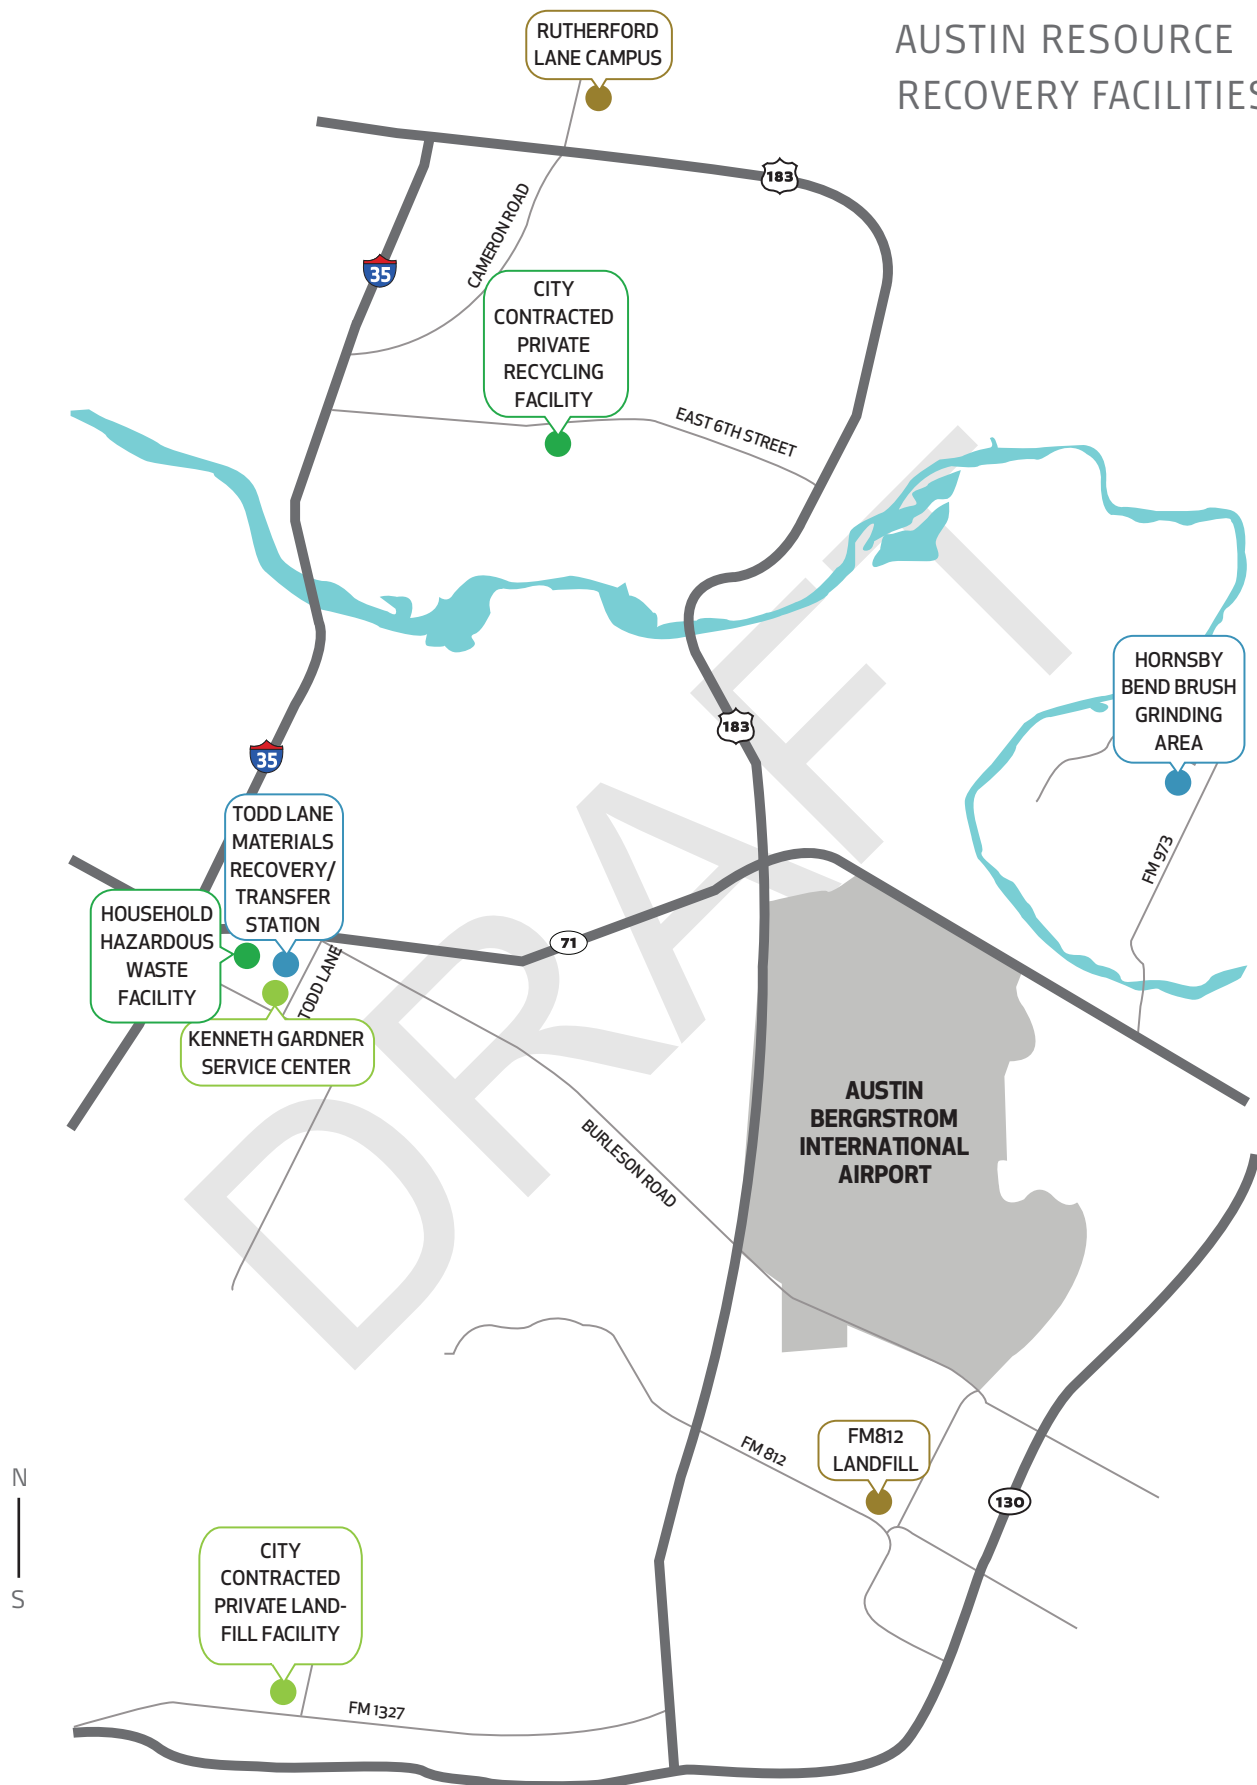 AUSTIN RESOURCE
RECOVERY FACILITIES
RUTHERFORD
LANE CAMPUS
183
CAMERON ROAD
35
CITY
CONTRACTED
PRIVATE
RECYCLING
FACILITY
EAST 6TH STREET
HORNSBY
BEND BRUSH
GRINDING
AREA
183
35
TODD LANE
MATERIALS
RECOVERY/
TRANSFER
STATION
FM 973
HOUSEHOLD
HAZARDOUS
WASTE
FACILITY
71
TODD LANE
KENNETH GARDNER
SERVICE CENTER
DRAFT
AUSTIN
BERGRSTROM
INTERNATIONAL
AIRPORT
BURLESON ROAD
FM 812
FM812
LANDFILL
130
N
S
CITY
CONTRACTED
PRIVATE LAND-
FILL FACILITY
FM 1327